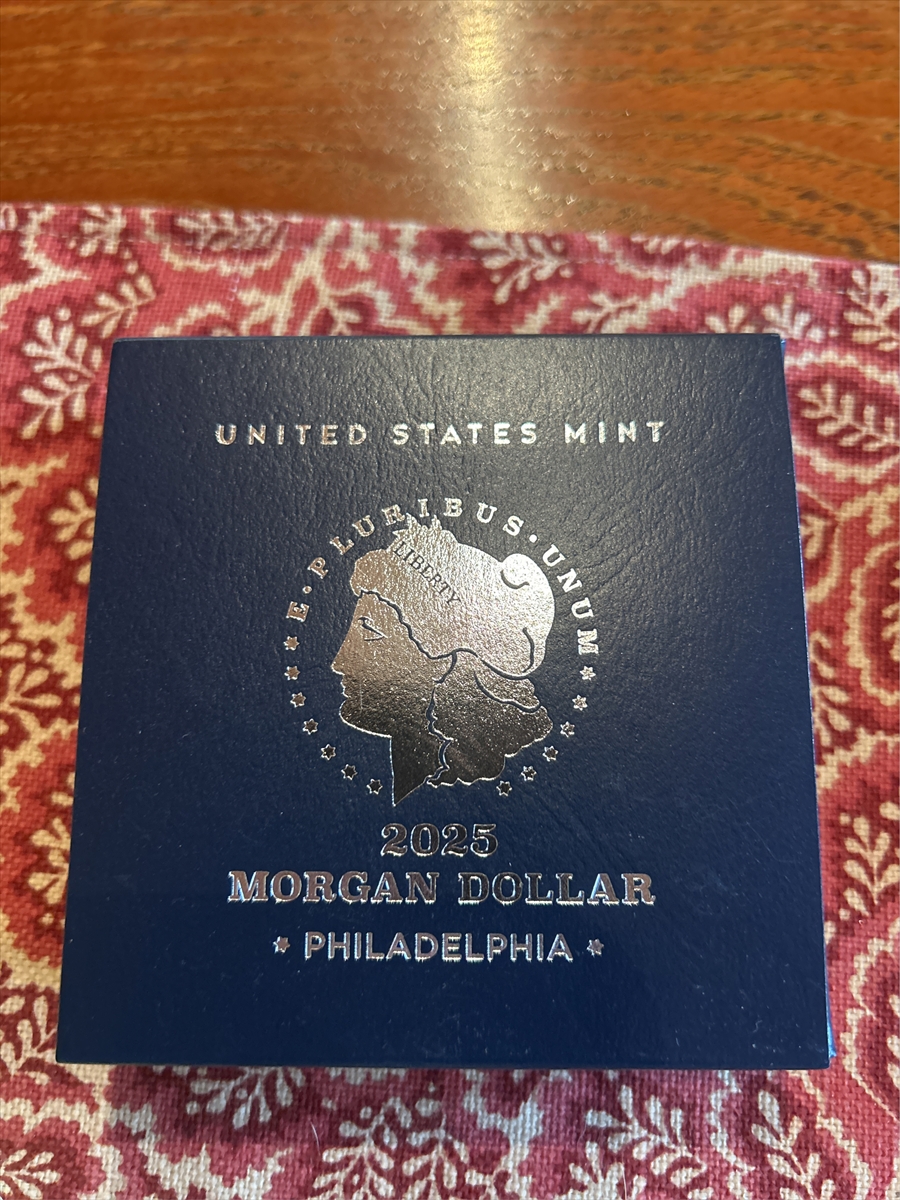 UNITED STATES MINT
E·PLURIBUS·UNUM
LIBERTY
2025
MORGAN DOLLAR
★ PHILADELPHIA ★